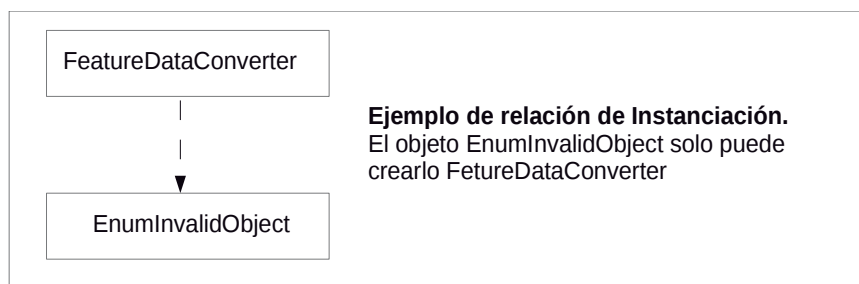 FeatureDataConverter
Ejemplo de relación de Instanciación.
El objeto EnumInvalidObject solo puede
crearlo FetureDataConverter
EnumInvalidObject